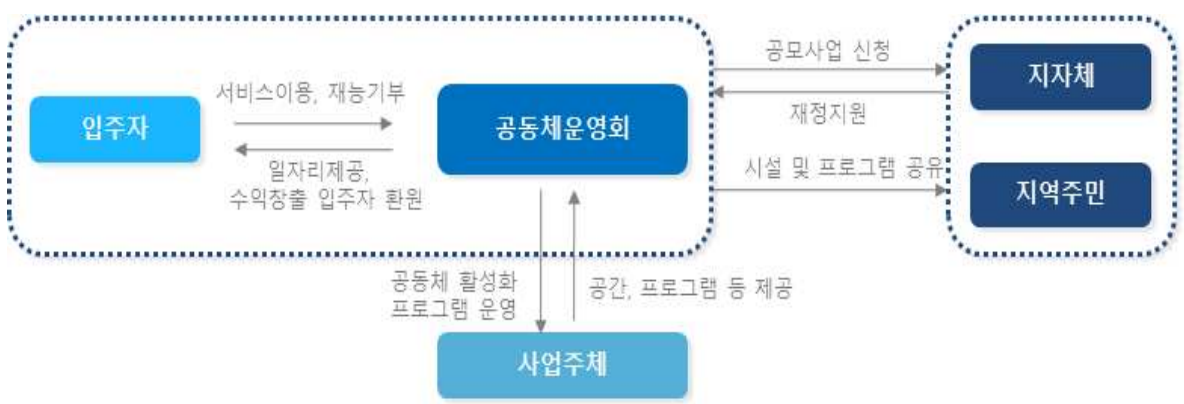 입주자
서비스이용, 재능기부
일자리제공,
수익창출 입주자 환원
공동체운영회
공모사업 신청
재정지원
시설 및 프로그램 공유
지자체
지역주민
공동체 활성화
프로그램 운영
공간, 프로그램 등 제공
사업주체